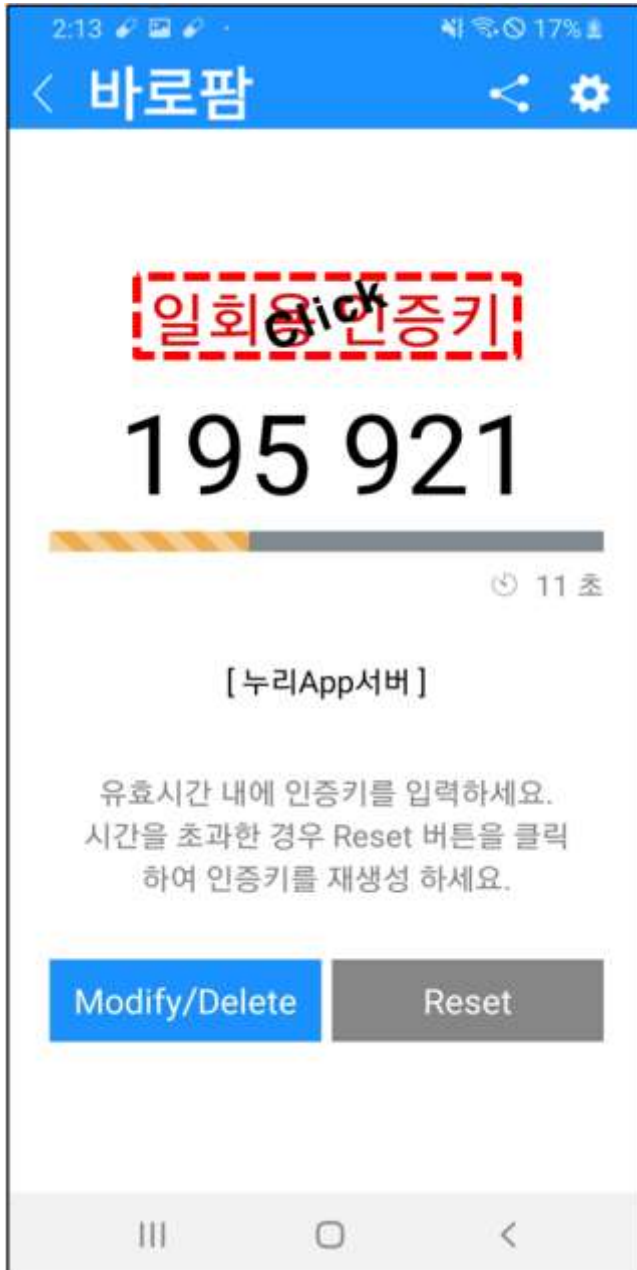 2:13 17%
바로팜
일회용 인증키
Click
195 921
11 초
[ 누리App서버 ]
유효시간 내에 인증키를 입력하세요.
시간을 초과한 경우 Reset 버튼을 클릭
하여 인증키를 재생성 하세요.
Modify/Delete Reset